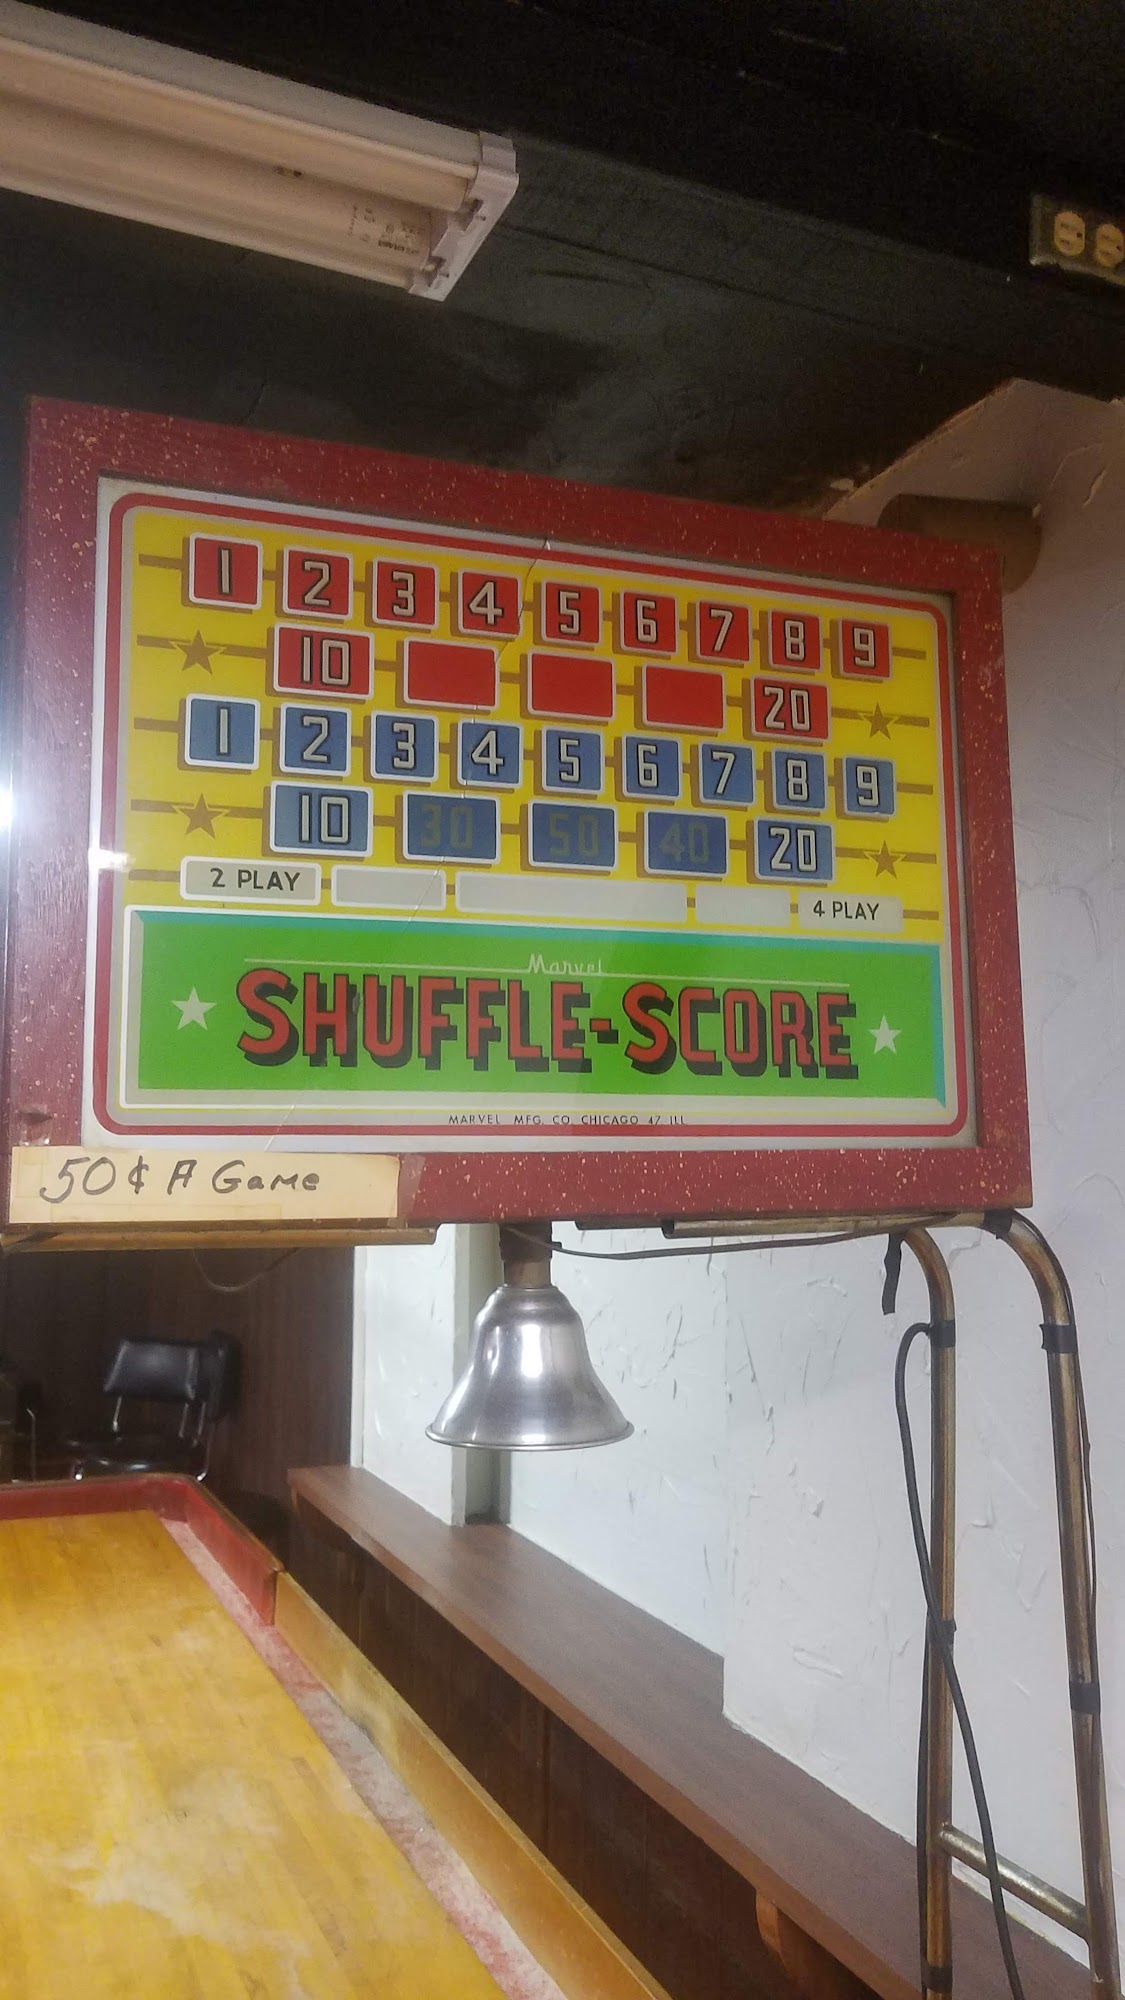 1 2 3 4 5 6 7 8 9
10 20
1 2 3 4 5 6 7 8 9
10 30 50 40 20
2 PLAY 4 PLAY
Marvel
SHUFFLE-SCORE
MARVEL MFG. CO. CHICAGO 47, ILL
50¢ A Game